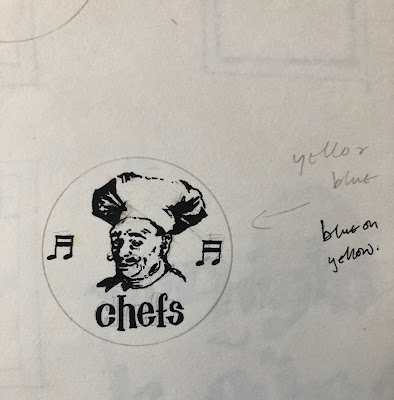 yellow
blue
blue on
yellow.
chefs